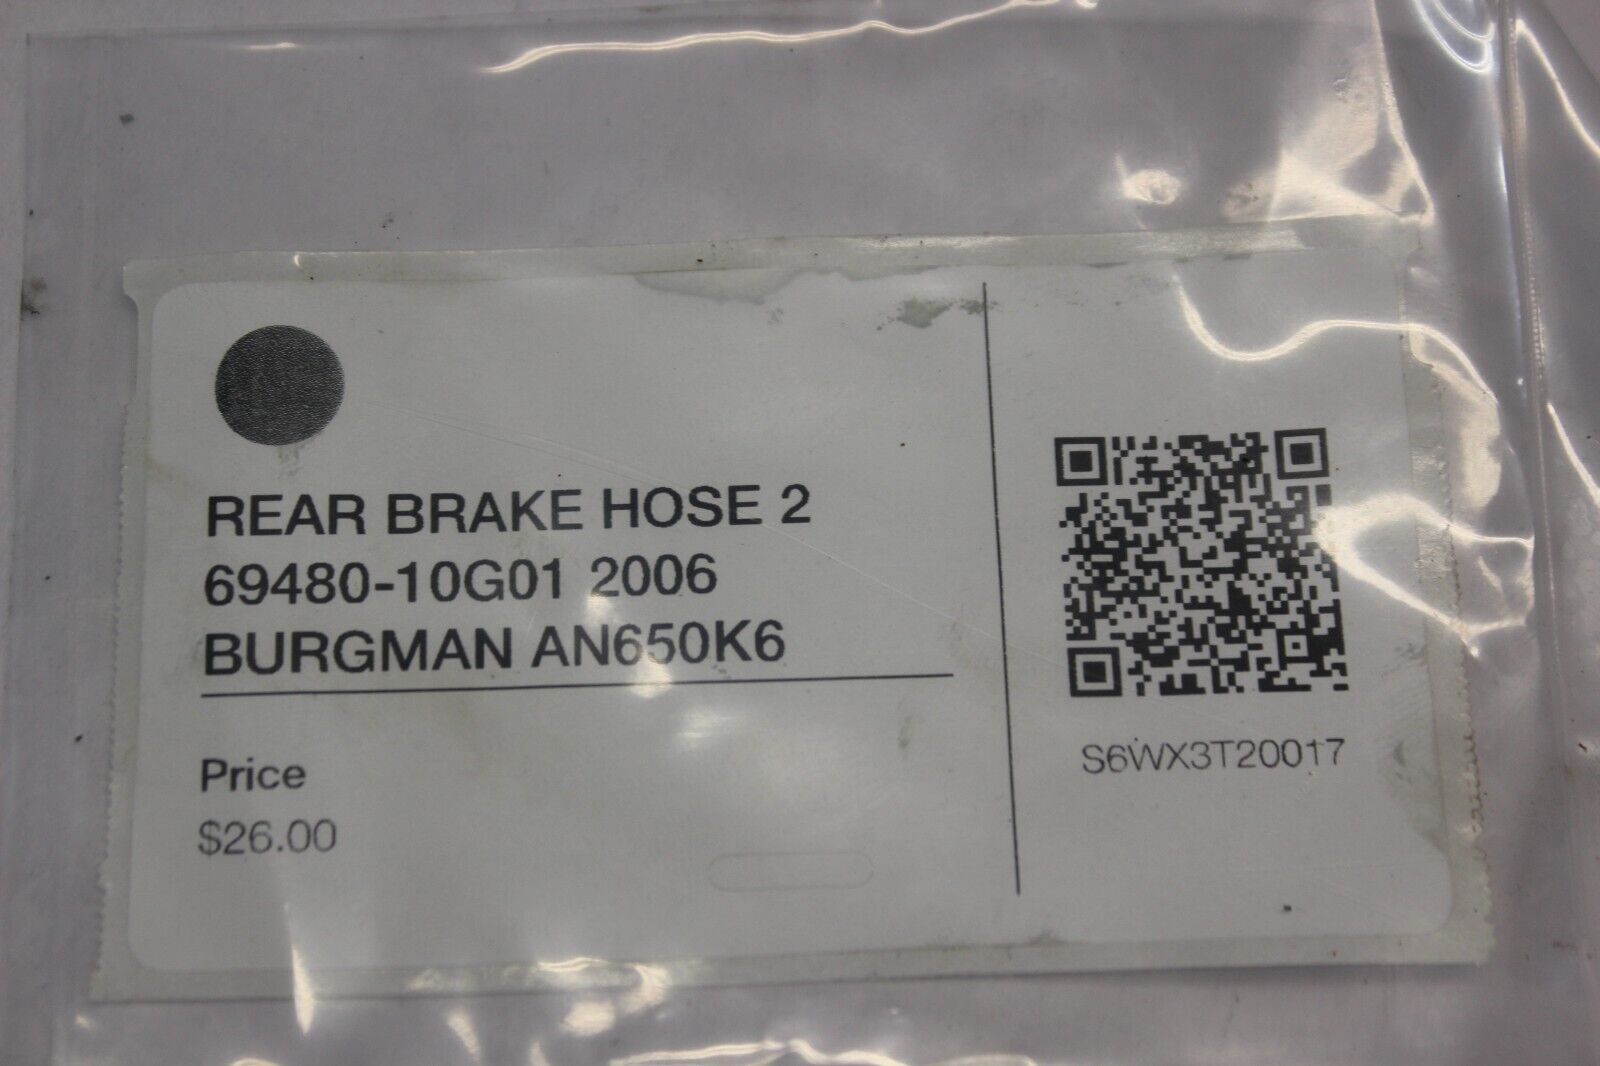 REAR BRAKE HOSE 2
69480-10G01 2006
BURGMAN AN650K6
Price
$26.00
S6WX3T20017